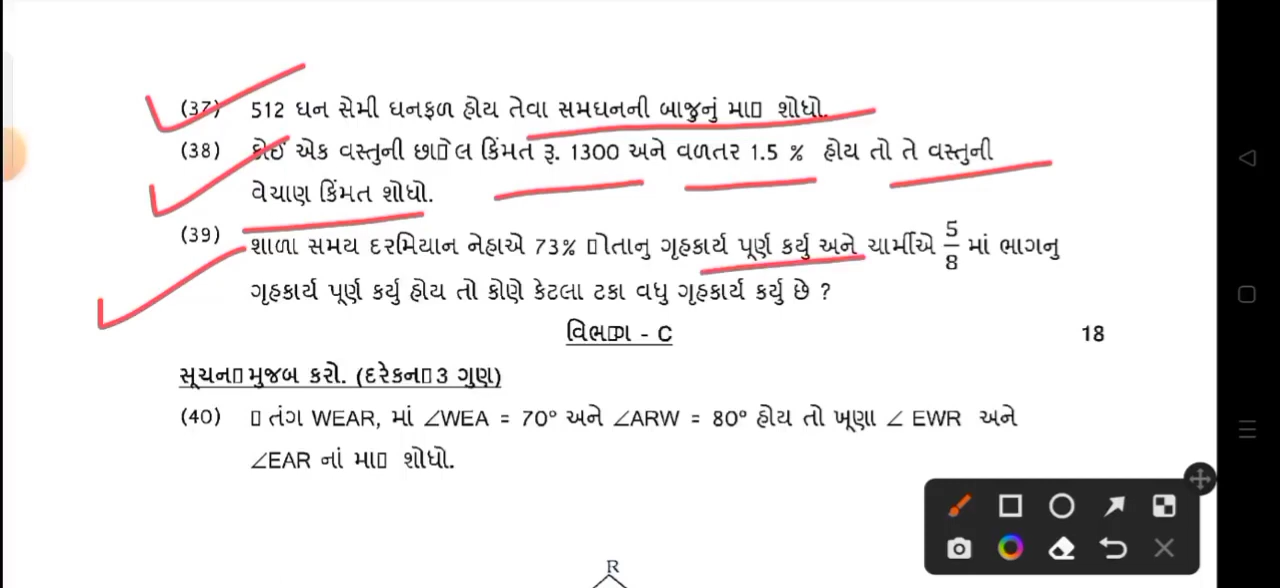 (37) 512 ઘન સેમી ઘનફળ હોય તેવા સમઘનની બાજુનું મા▯ શોધો.
(38) કોઈ એક વસ્તુની છા▯ેલ કિંમત રૂ. 1300 અને વળતર 1.5 % હોય તો તે વસ્તુની
વેચાણ કિંમત શોધો.
(39) શાળા સમય દરમિયાન નેહાએ 73% ▯ોતાનુ ગૃહકાર્ય પૂર્ણ કર્યુ અને ચાર્મીએ 5/8 માં ભાગનુ
ગૃહકાર્ય પૂર્ણ કર્યુ હોય તો કોણે કેટલા ટકા વધુ ગૃહકાર્ય કર્યુ છે ?
વિભાગ - C 18
સૂચના મુજબ કરો. (દરેકના 3 ગુણ)
(40) ▯તંગ WEAR, માં ∠WEA = 70° અને ∠ARW = 80° હોય તો ખૂણા ∠ EWR અને
∠EAR નાં મા▯ શોધો.
R